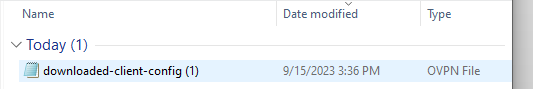 Name Date modified Type
Today (1)
downloaded-client-config (1) 9/15/2023 3:36 PM OVPN File